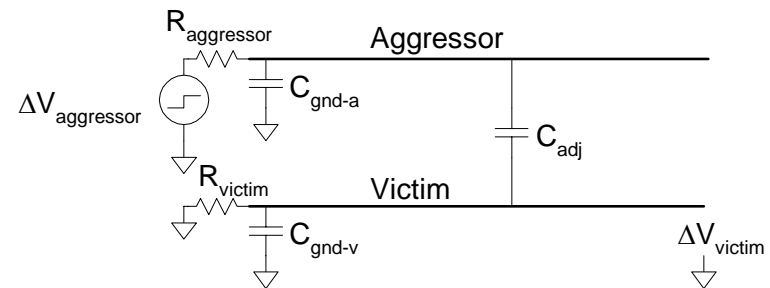 R_aggressor
Aggressor
ΔV_aggressor
C_gnd-a
C_adj
R_victim
Victim
C_gnd-v
ΔV_victim